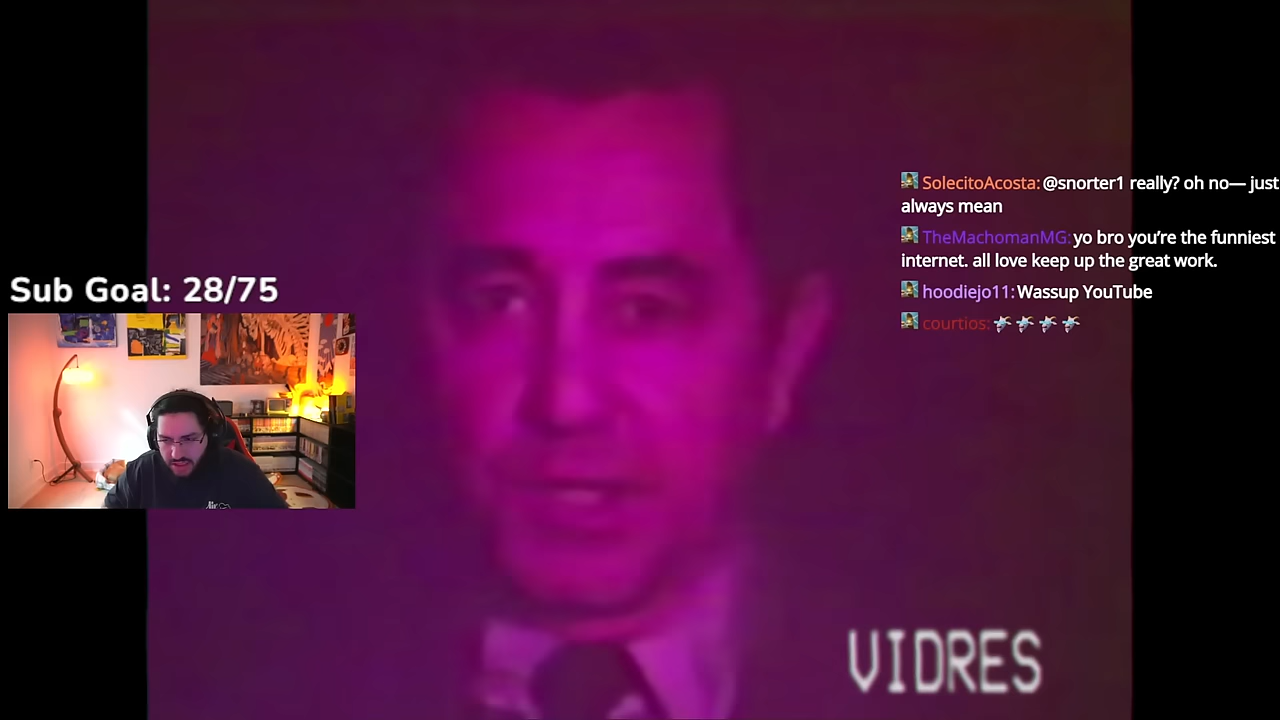 SolecitoAcosta: @snorter1 really? oh no— just
always mean
TheMachomanMG: yo bro you're the funniest
internet. all love keep up the great work.
hoodiejo11: Wassup YouTube
courtios:
Sub Goal: 28/75
VIDRES